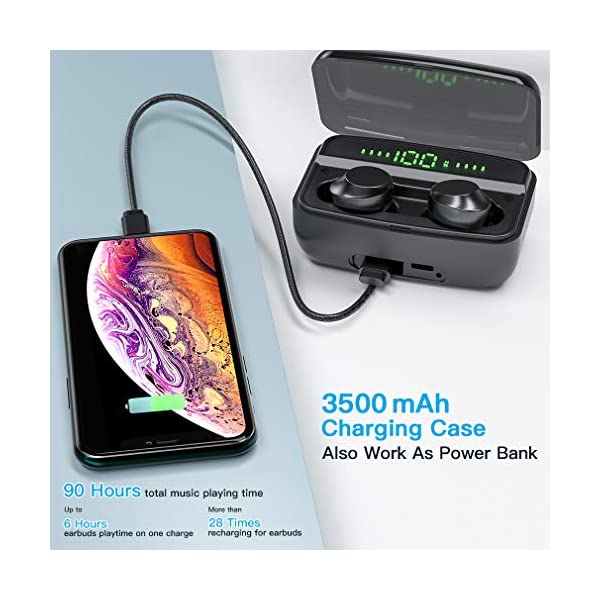 100%
3500 mAh
Charging Case
Also Work As Power Bank
90 Hours total music playing time
Up to
6 Hours
earbuds playtime on one charge
More than
28 Times
recharging for earbuds